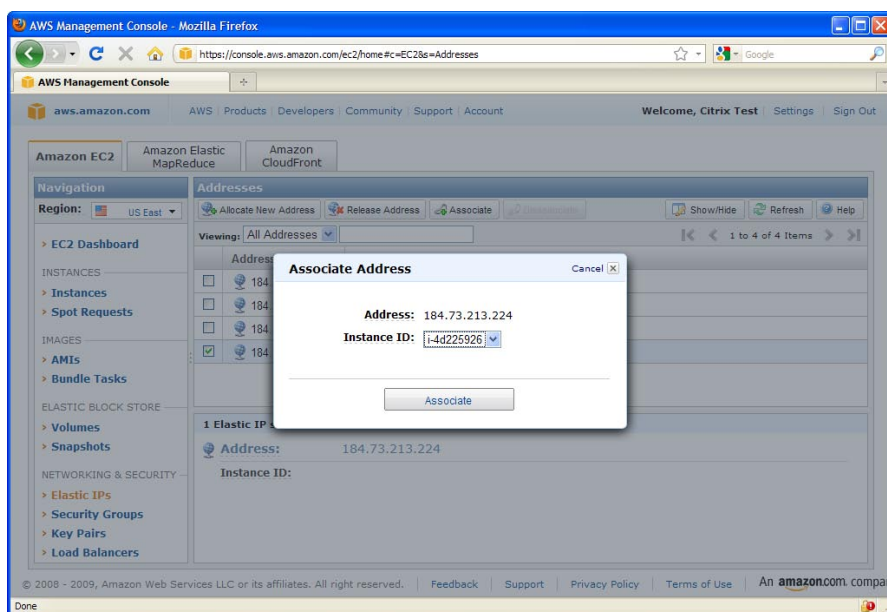 AWS Management Console - Mozilla Firefox
https://console.aws.amazon.com/ec2/home#c=EC2&s=Addresses
Google
AWS Management Console
aws.amazon.com
AWS Products Developers Community Support Account
Welcome, Citrix Test Settings Sign Out
Amazon EC2
Amazon Elastic MapReduce
Amazon CloudFront
Navigation
Region: US East
> EC2 Dashboard
INSTANCES
> Instances
> Spot Requests
IMAGES
> AMIs
> Bundle Tasks
ELASTIC BLOCK STORE
> Volumes
> Snapshots
NETWORKING & SECURITY
> Elastic IPs
> Security Groups
> Key Pairs
> Load Balancers
Addresses
Allocate New Address Release Address Associate Disassociate Show/Hide Refresh Help
Viewing: All Addresses 1 to 4 of 4 Items
Address
184
184
184
184
Associate Address Cancel
Address: 184.73.213.224
Instance ID: i-4d225926
Associate
1 Elastic IP
Address: 184.73.213.224
Instance ID:
© 2008 - 2009, Amazon Web Services LLC or its affiliates. All right reserved. Feedback Support Privacy Policy Terms of Use An amazon.com. compa
Done